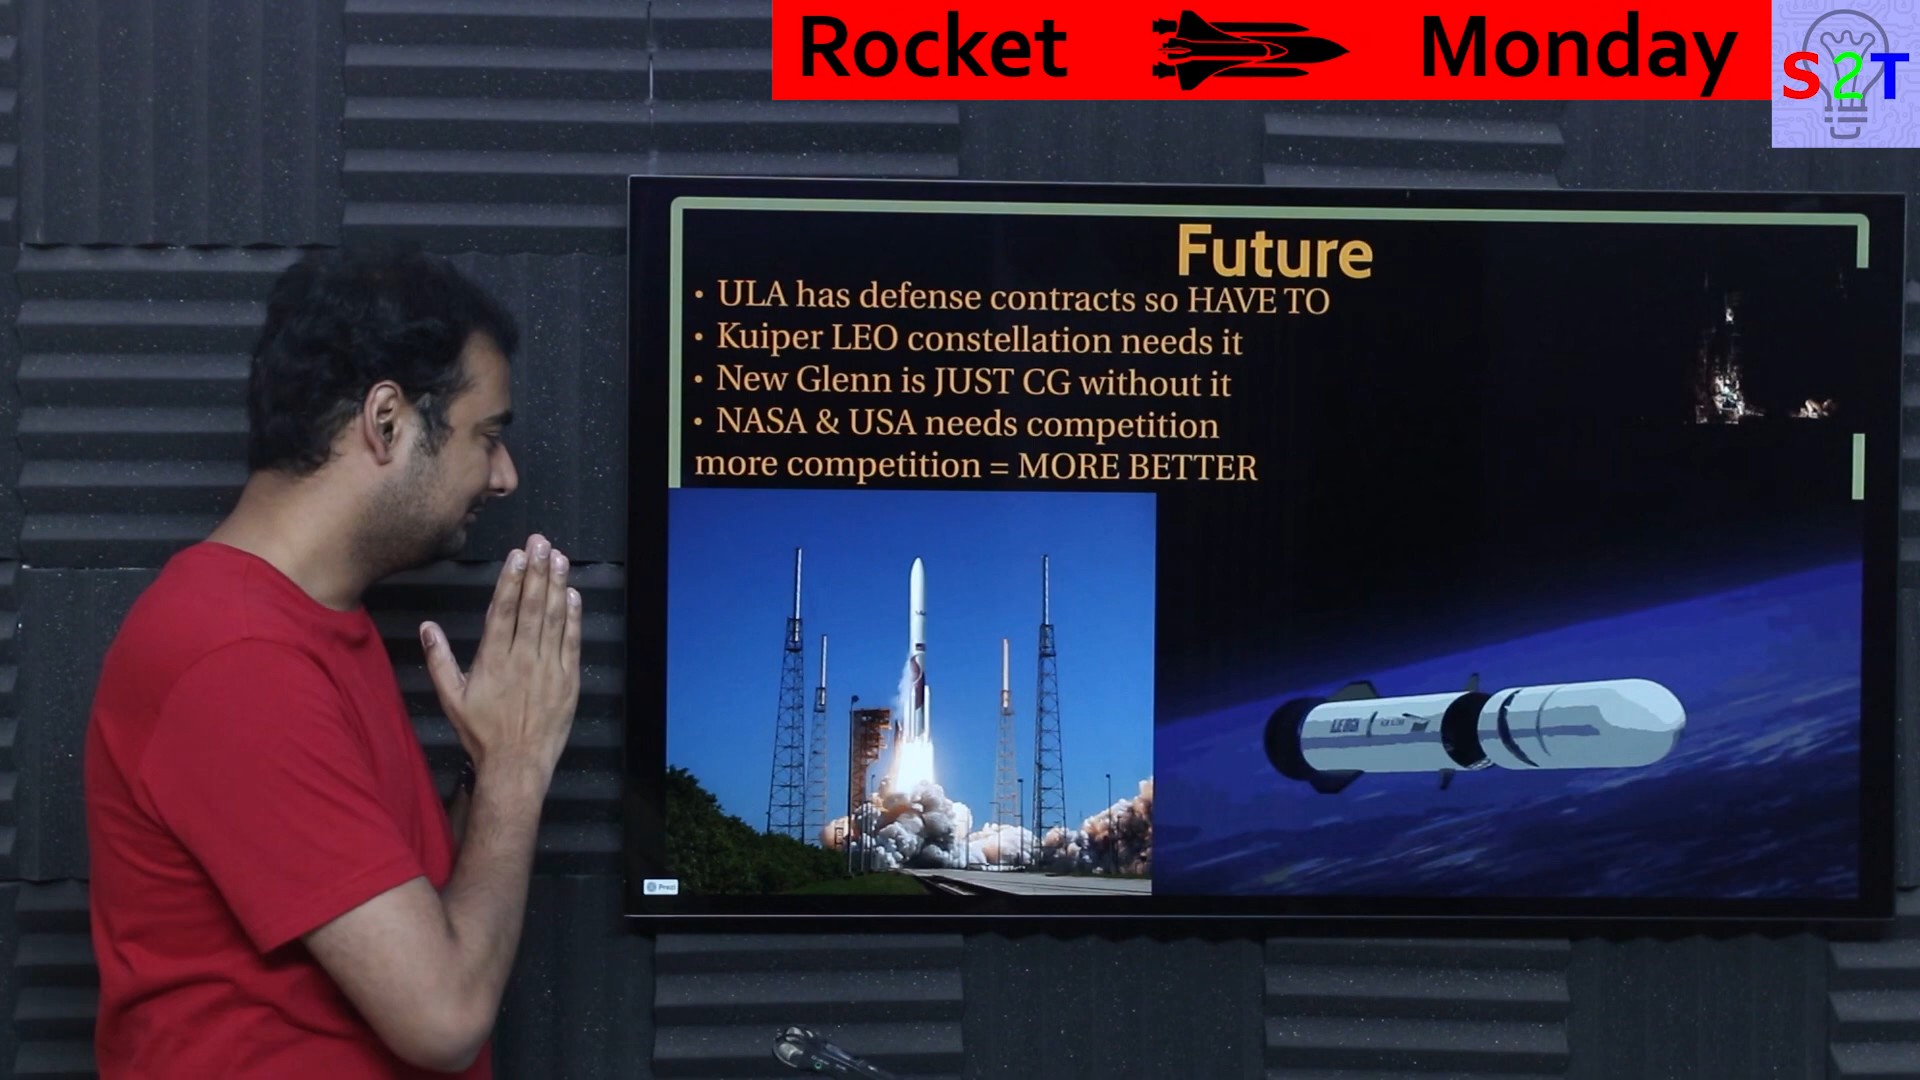 Rocket Monday
S2T
Future
• ULA has defense contracts so HAVE TO
• Kuiper LEO constellation needs it
• New Glenn is JUST CG without it
• NASA & USA needs competition
more competition = MORE BETTER
Prezi